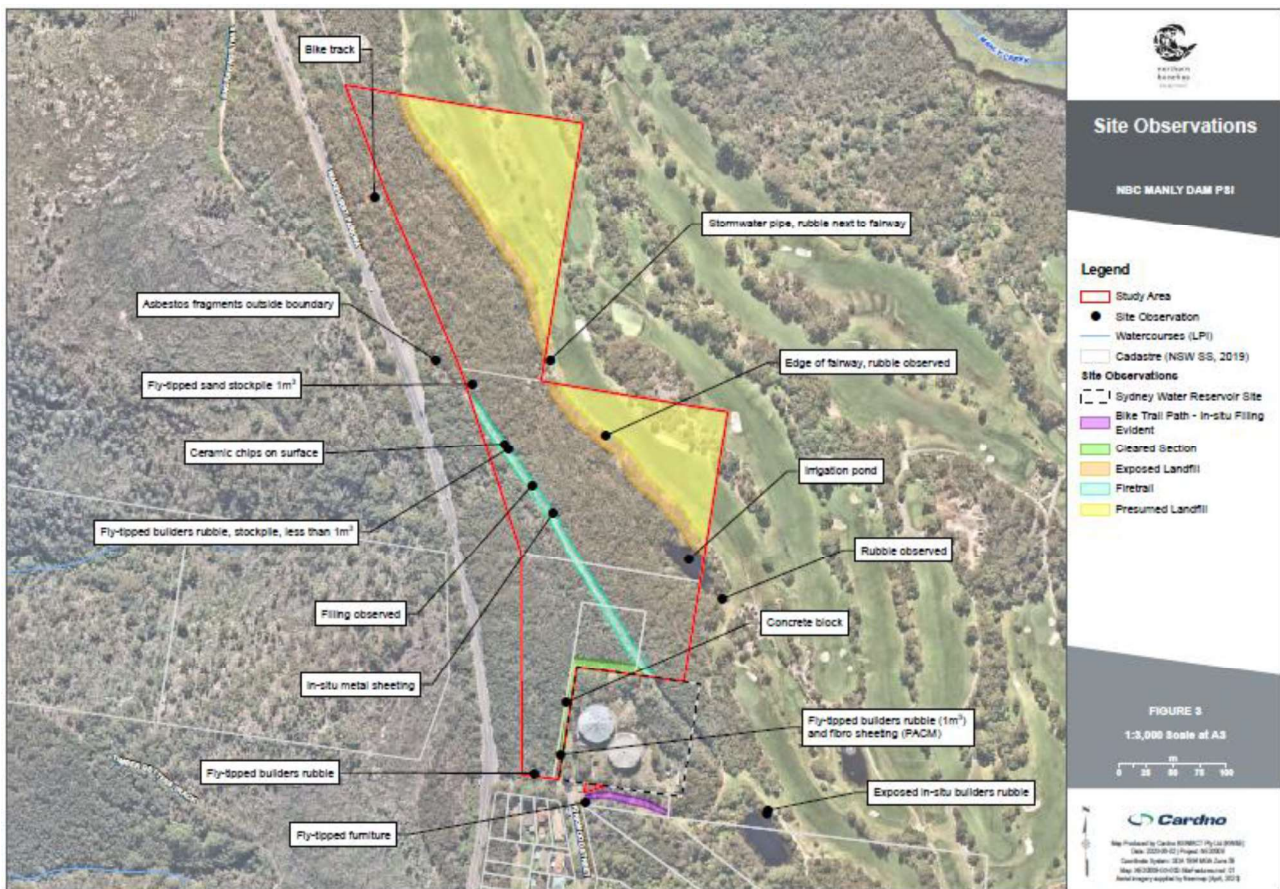 Bike track
Stormwater pipe, rubble next to fairway
Asbestos fragments outside boundary
Edge of fairway, rubble observed
Fly-tipped sand stockpile 1m³
Ceramic chips on surface
Irrigation pond
Fly-tipped builders rubble, stockpile, less than 1m³
Rubble observed
Filling observed
Concrete block
In-situ metal sheeting
Fly-tipped builders rubble (1m³)
and fibro sheeting (PACM)
Fly-tipped builders rubble
Exposed in-situ builders rubble
Fly-tipped furniture
MANLY CREEK
northern
beaches
Site Observations
NBC MANLY DAM PSI
Legend
Study Area
Site Observation
Watercourses (LPI)
Cadastre (NSW SS, 2019)
Site Observations
Sydney Water Reservoir Site
Bike Trail Path - In-situ Filling
Evident
Cleared Section
Exposed Landfill
Firetrail
Presumed Landfill
FIGURE 3
1:3,000 Scale at A3
m
0 25 50 75 100
Cardno